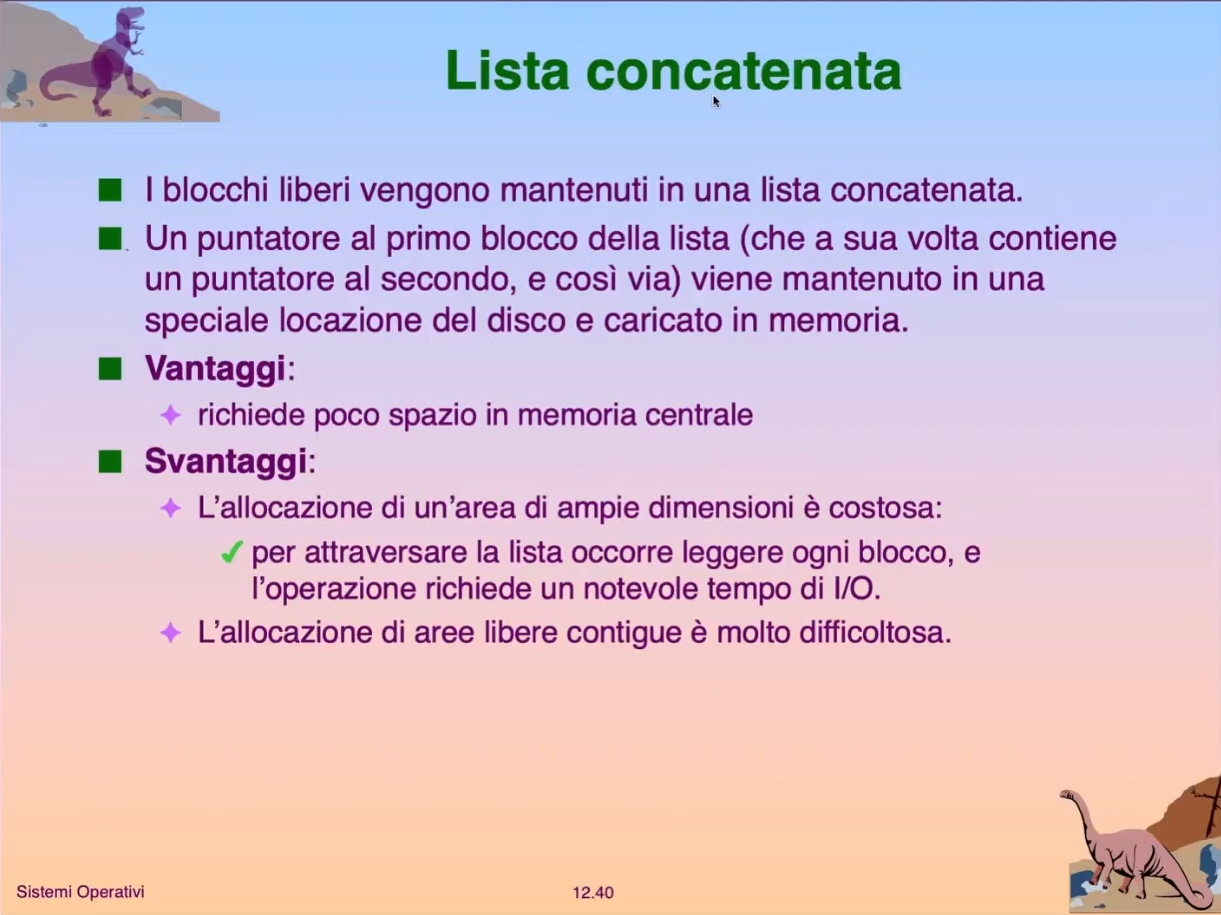 Lista concatenata
I blocchi liberi vengono mantenuti in una lista concatenata.
Un puntatore al primo blocco della lista (che a sua volta contiene
un puntatore al secondo, e così via) viene mantenuto in una
speciale locazione del disco e caricato in memoria.
Vantaggi:
richiede poco spazio in memoria centrale
Svantaggi:
L'allocazione di un'area di ampie dimensioni è costosa:
per attraversare la lista occorre leggere ogni blocco, e
l'operazione richiede un notevole tempo di I/O.
L'allocazione di aree libere contigue è molto difficoltosa.
Sistemi Operativi
12.40